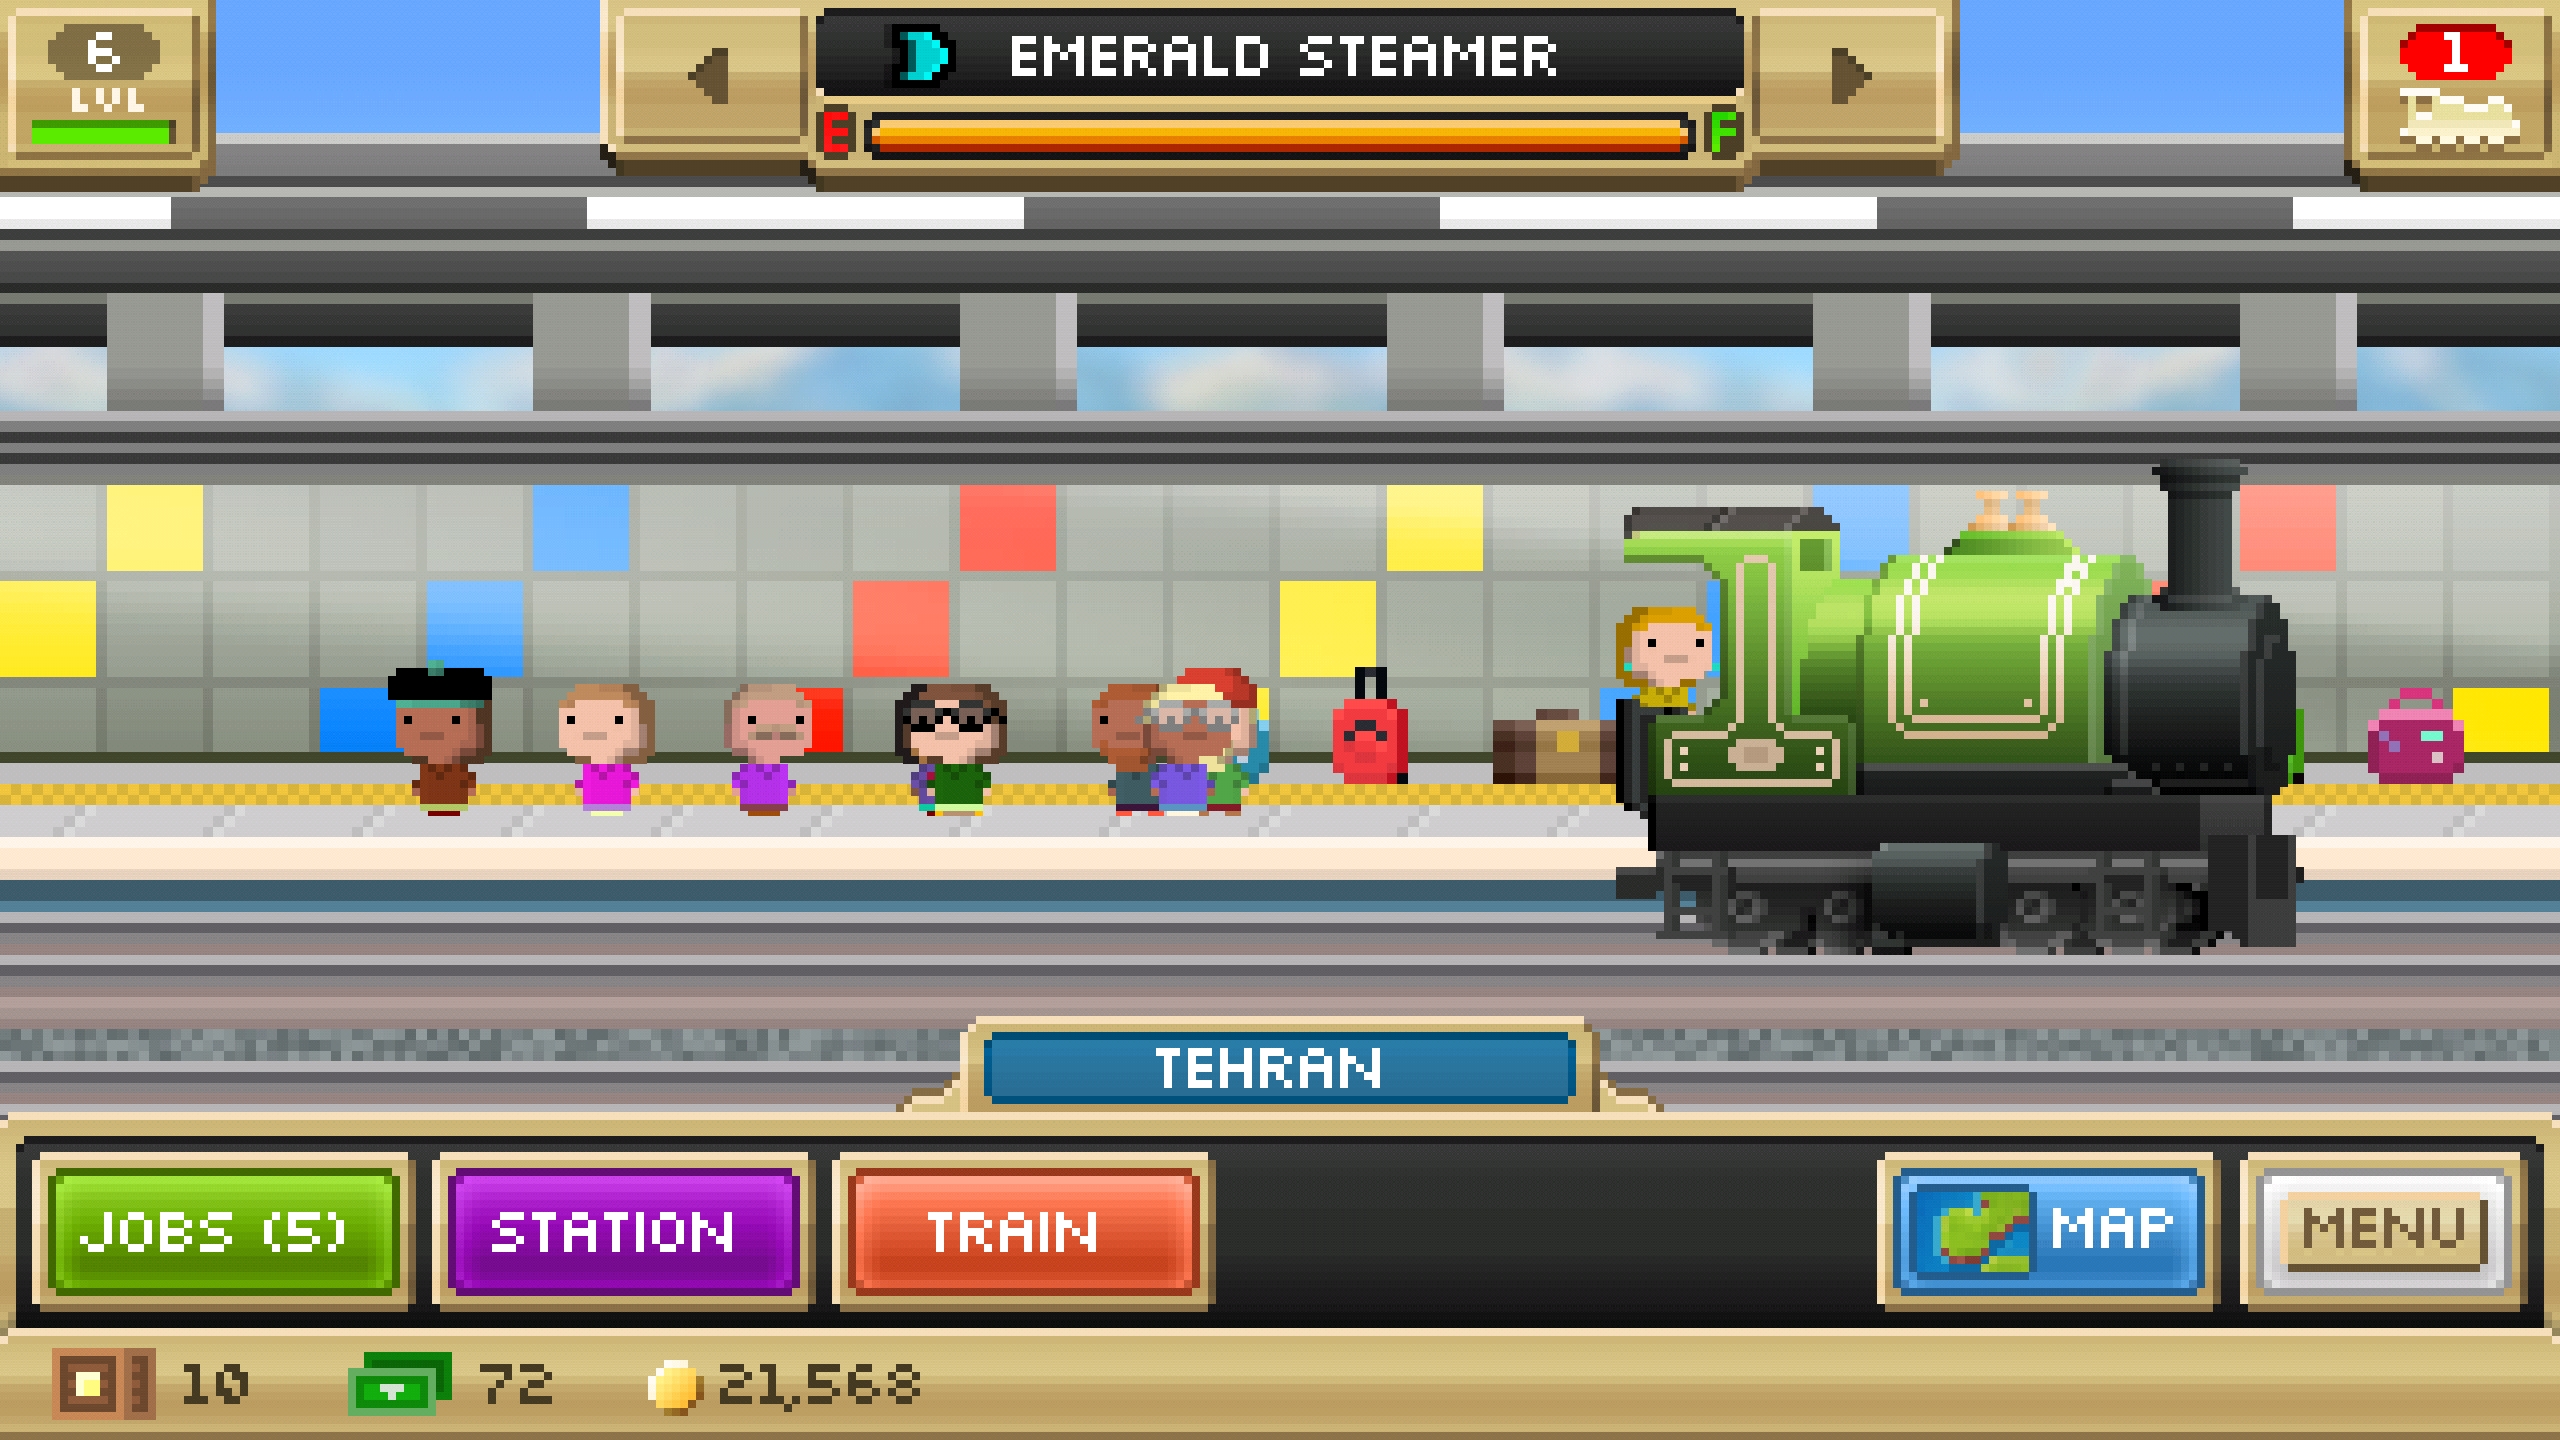 6
LVL
EMERALD STEAMER
E F
1
TEHRAN
JOBS (5)
STATION
TRAIN
MAP
MENU
10
72
21,568